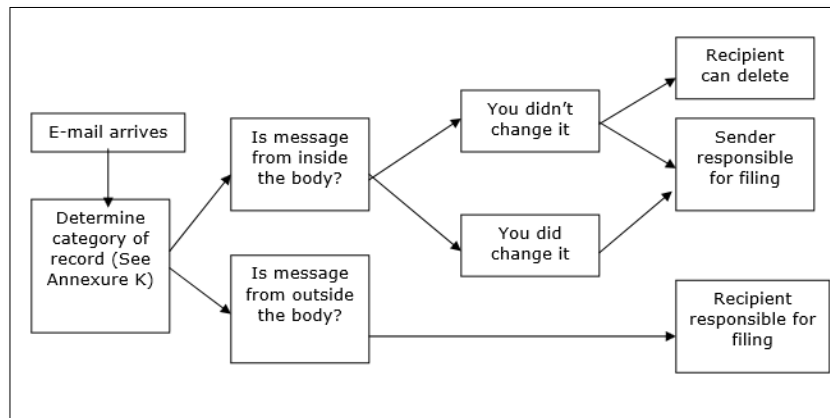 E-mail arrives
Determine
category of
record (See
Annexure K)
Is message
from inside
the body?
Is message
from outside
the body?
You didn't
change it
You did
change it
Recipient
can delete
Sender
responsible
for filing
Recipient
responsible for
filing